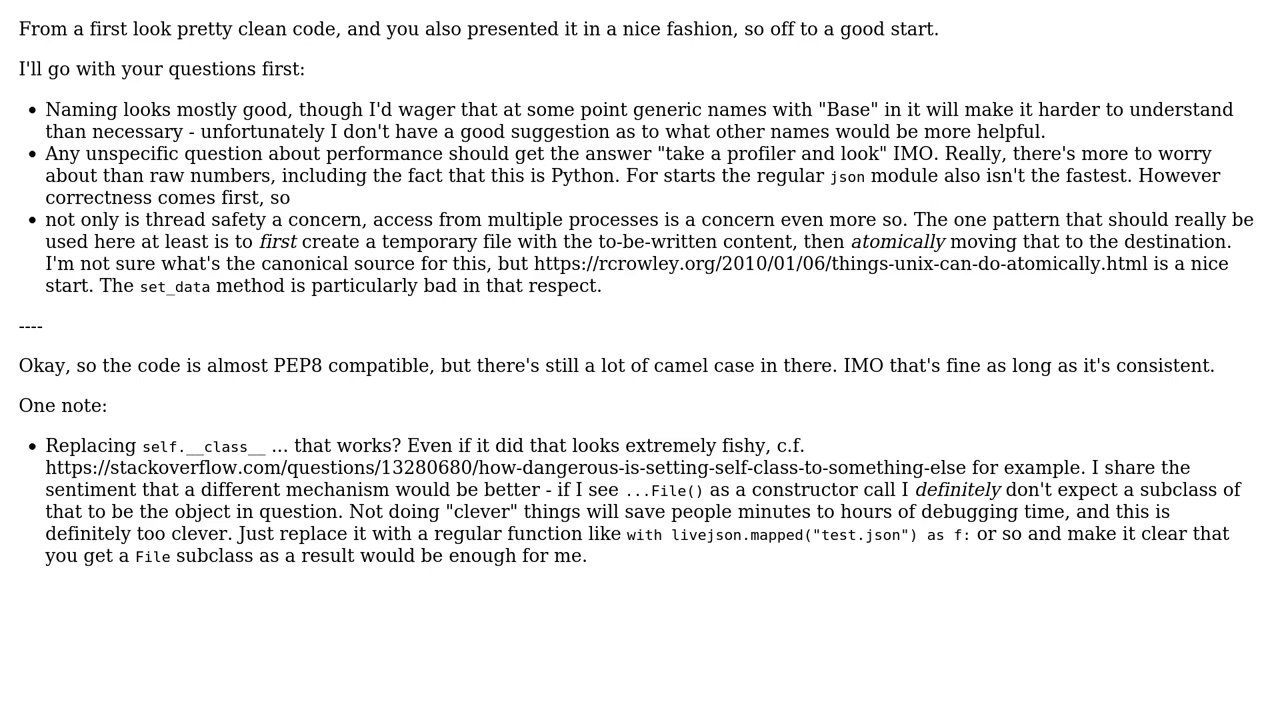 From a first look pretty clean code, and you also presented it in a nice fashion, so off to a good start.
I'll go with your questions first:
• Naming looks mostly good, though I'd wager that at some point generic names with "Base" in it will make it harder to understand
than necessary - unfortunately I don't have a good suggestion as to what other names would be more helpful.
• Any unspecific question about performance should get the answer "take a profiler and look" IMO. Really, there's more to worry
about than raw numbers, including the fact that this is Python. For starts the regular json module also isn't the fastest. However
correctness comes first, so
• not only is thread safety a concern, access from multiple processes is a concern even more so. The one pattern that should really be
used here at least is to first create a temporary file with the to-be-written content, then atomically moving that to the destination.
I'm not sure what's the canonical source for this, but https://rcrowley.org/2010/01/06/things-unix-can-do-atomically.html is a nice
start. The set_data method is particularly bad in that respect.
----
Okay, so the code is almost PEP8 compatible, but there's still a lot of camel case in there. IMO that's fine as long as it's consistent.
One note:
• Replacing self.__class__ ... that works? Even if it did that looks extremely fishy, c.f.
https://stackoverflow.com/questions/13280680/how-dangerous-is-setting-self-class-to-something-else for example. I share the
sentiment that a different mechanism would be better - if I see ...File() as a constructor call I definitely don't expect a subclass of
that to be the object in question. Not doing "clever" things will save people minutes to hours of debugging time, and this is
definitely too clever. Just replace it with a regular function like with livejson.mapped("test.json") as f: or so and make it clear that
you get a File subclass as a result would be enough for me.